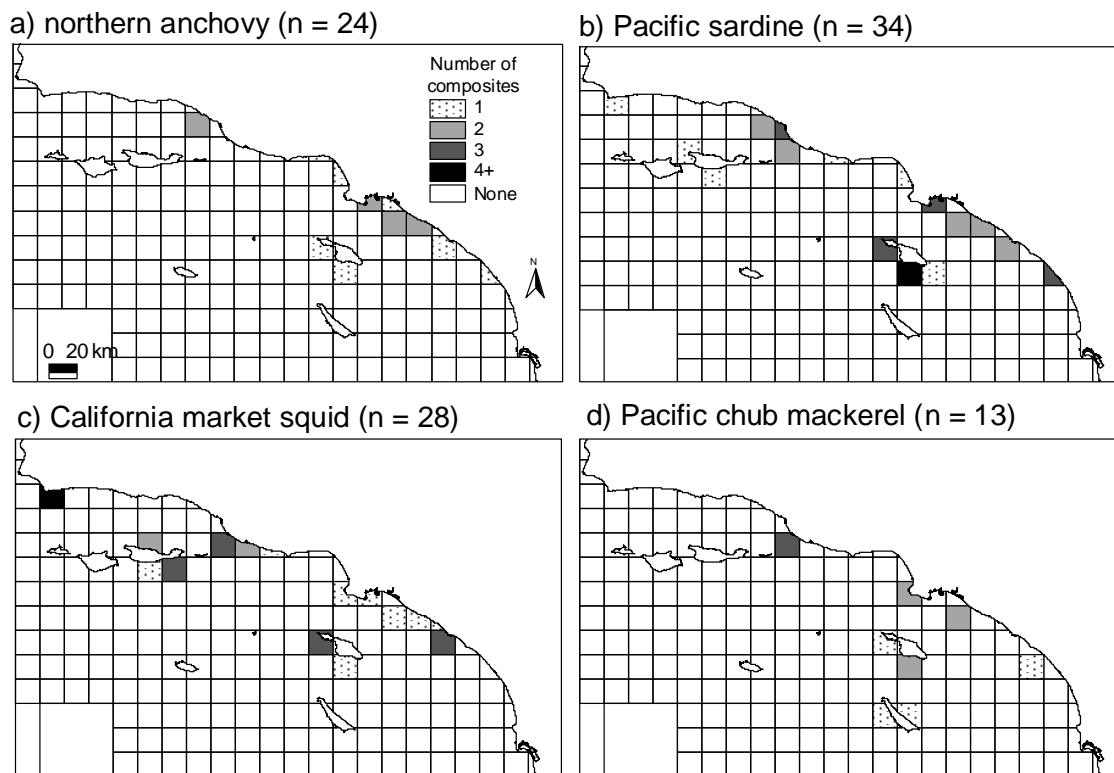 a) northern anchovy (n = 24)
Number of
composites
1
2
3
4+
None
N
0 20 km
b) Pacific sardine (n = 34)
c) California market squid (n = 28)
d) Pacific chub mackerel (n = 13)